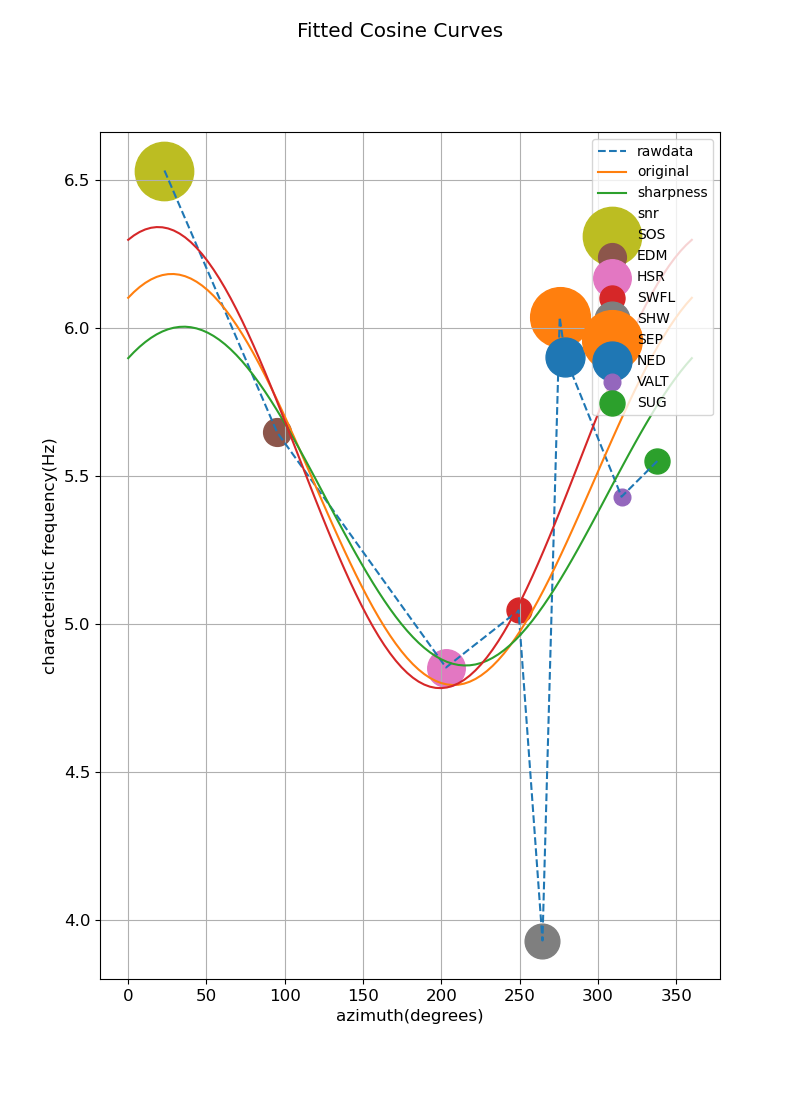 Fitted Cosine Curves
rawdata
original
sharpness
snr
SOS
EDM
HSR
SWFL
SHW
SEP
NED
VALT
SUG
6.5
6.0
5.5
5.0
4.5
4.0
characteristic frequency(Hz)
0 50 100 150 200 250 300 350
azimuth(degrees)